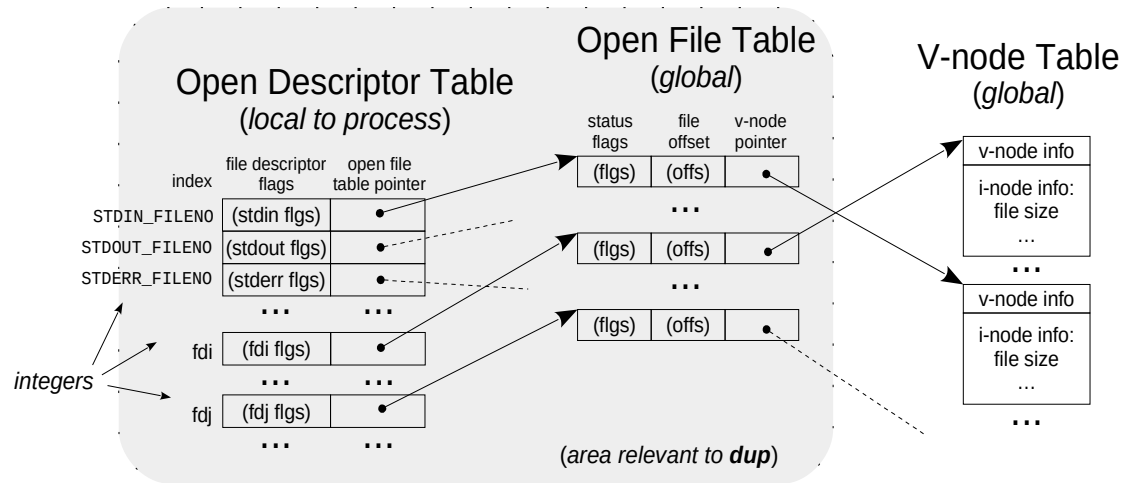 Open Descriptor Table
(local to process)
index
file descriptor
flags
open file
table pointer
STDIN_FILENO
(stdin flgs)
STDOUT_FILENO
(stdout flgs)
STDERR_FILENO
(stderr flgs)
... ...
fdi
(fdi flgs)
... ...
fdj
(fdj flgs)
... ...
integers
Open File Table
(global)
status
flags
file
offset
v-node
pointer
(flgs) (offs)
...
(flgs) (offs)
...
(flgs) (offs)
(area relevant to dup)
V-node Table
(global)
v-node info
i-node info:
file size
...
...
v-node info
i-node info:
file size
...
...